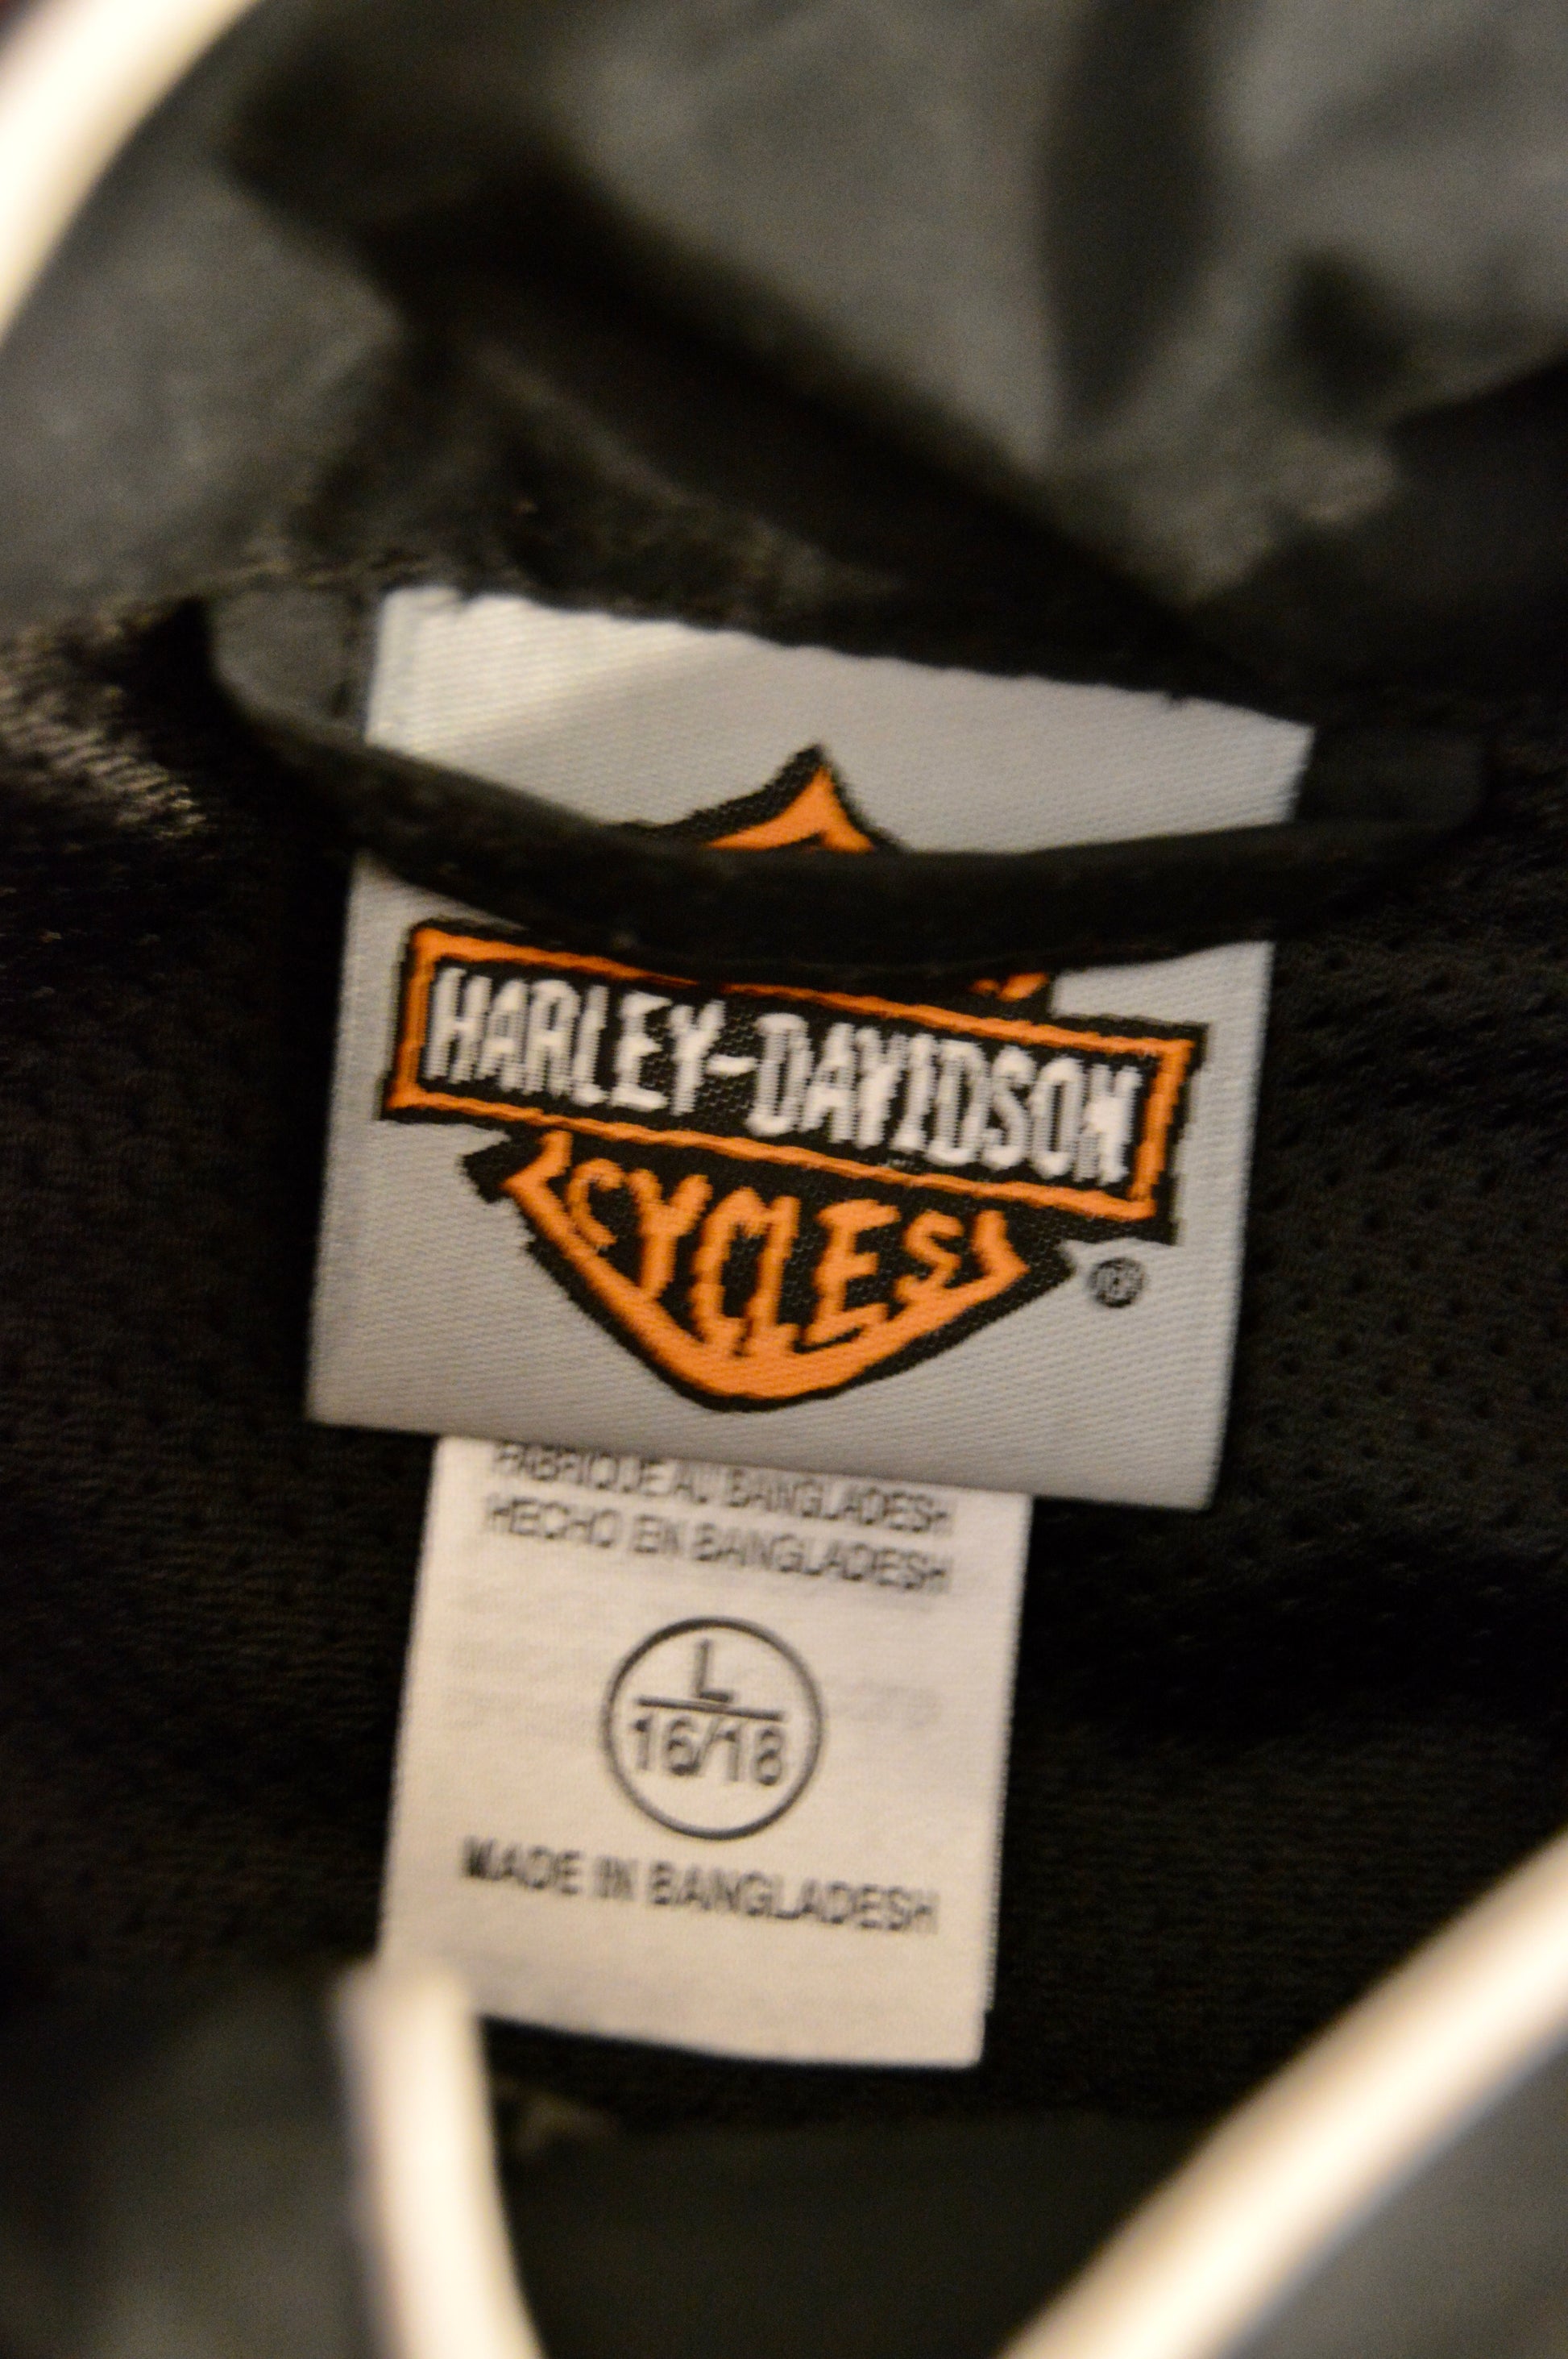 HARLEY-DAVIDSON
CYCLES
®
FABRIQUE AU BANGLADESH
HECHO EN BANGLADESH
L
16/18
MADE IN BANGLADESH